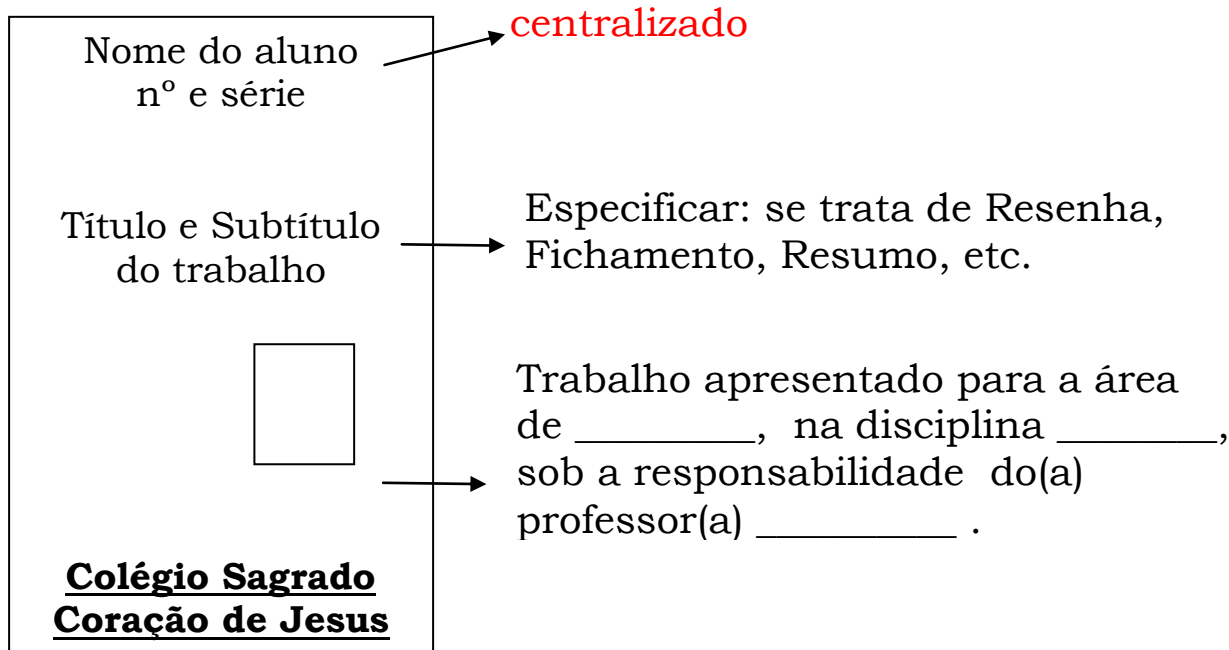 centralizado
Nome do aluno
nº e série
Título e Subtítulo
do trabalho
Especificar: se trata de Resenha,
Fichamento, Resumo, etc.
Trabalho apresentado para a área
de _________, na disciplina ________,
sob a responsabilidade do(a)
professor(a) __________ .
Colégio Sagrado
Coração de Jesus